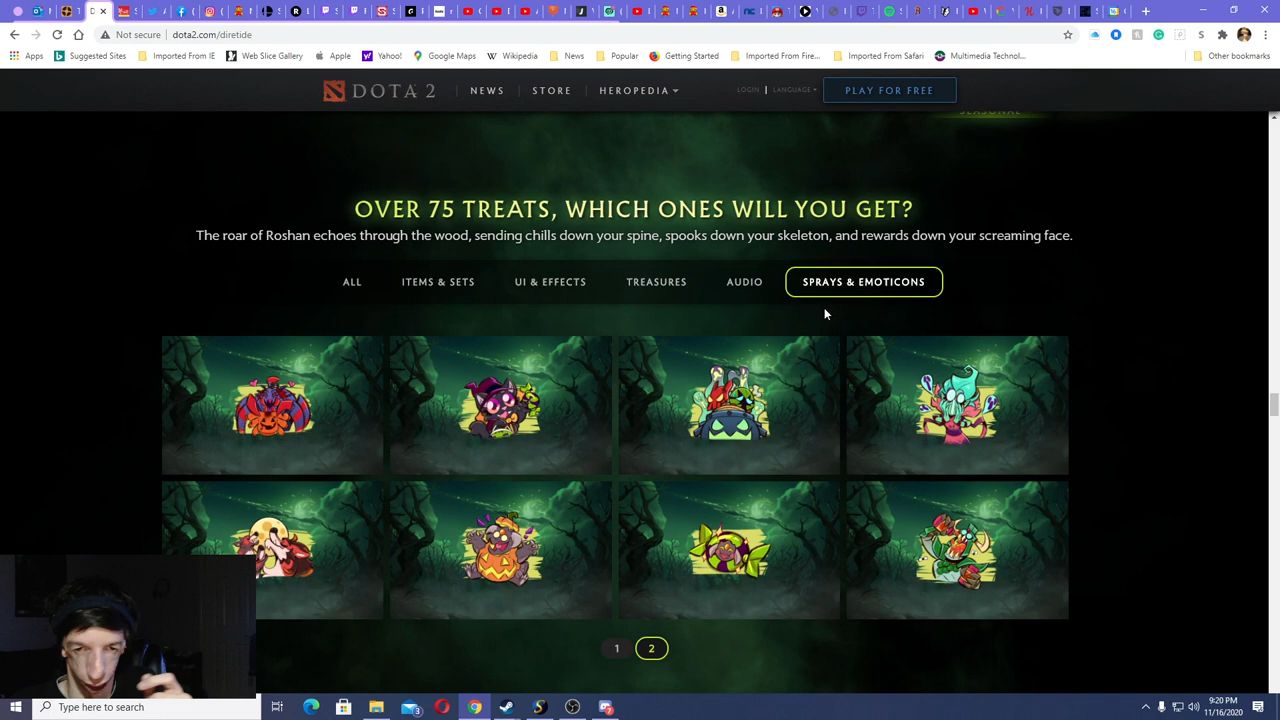 Not secure | dota2.com/diretide
Apps Suggested Sites Imported From IE Web Slice Gallery Apple Yahoo! Google Maps Wikipedia News Popular Getting Started Imported From Fire... Imported From Safari Multimedia Technol... Other bookmarks
DOTA 2 NEWS STORE HEROPEDIA LOGIN | LANGUAGE PLAY FOR FREE
SEASONAL
OVER 75 TREATS, WHICH ONES WILL YOU GET?
The roar of Roshan echoes through the wood, sending chills down your spine, spooks down your skeleton, and rewards down your screaming face.
ALL ITEMS & SETS UI & EFFECTS TREASURES AUDIO SPRAYS & EMOTICONS
1 2
Type here to search 3 7 9:20 PM
11/16/2020